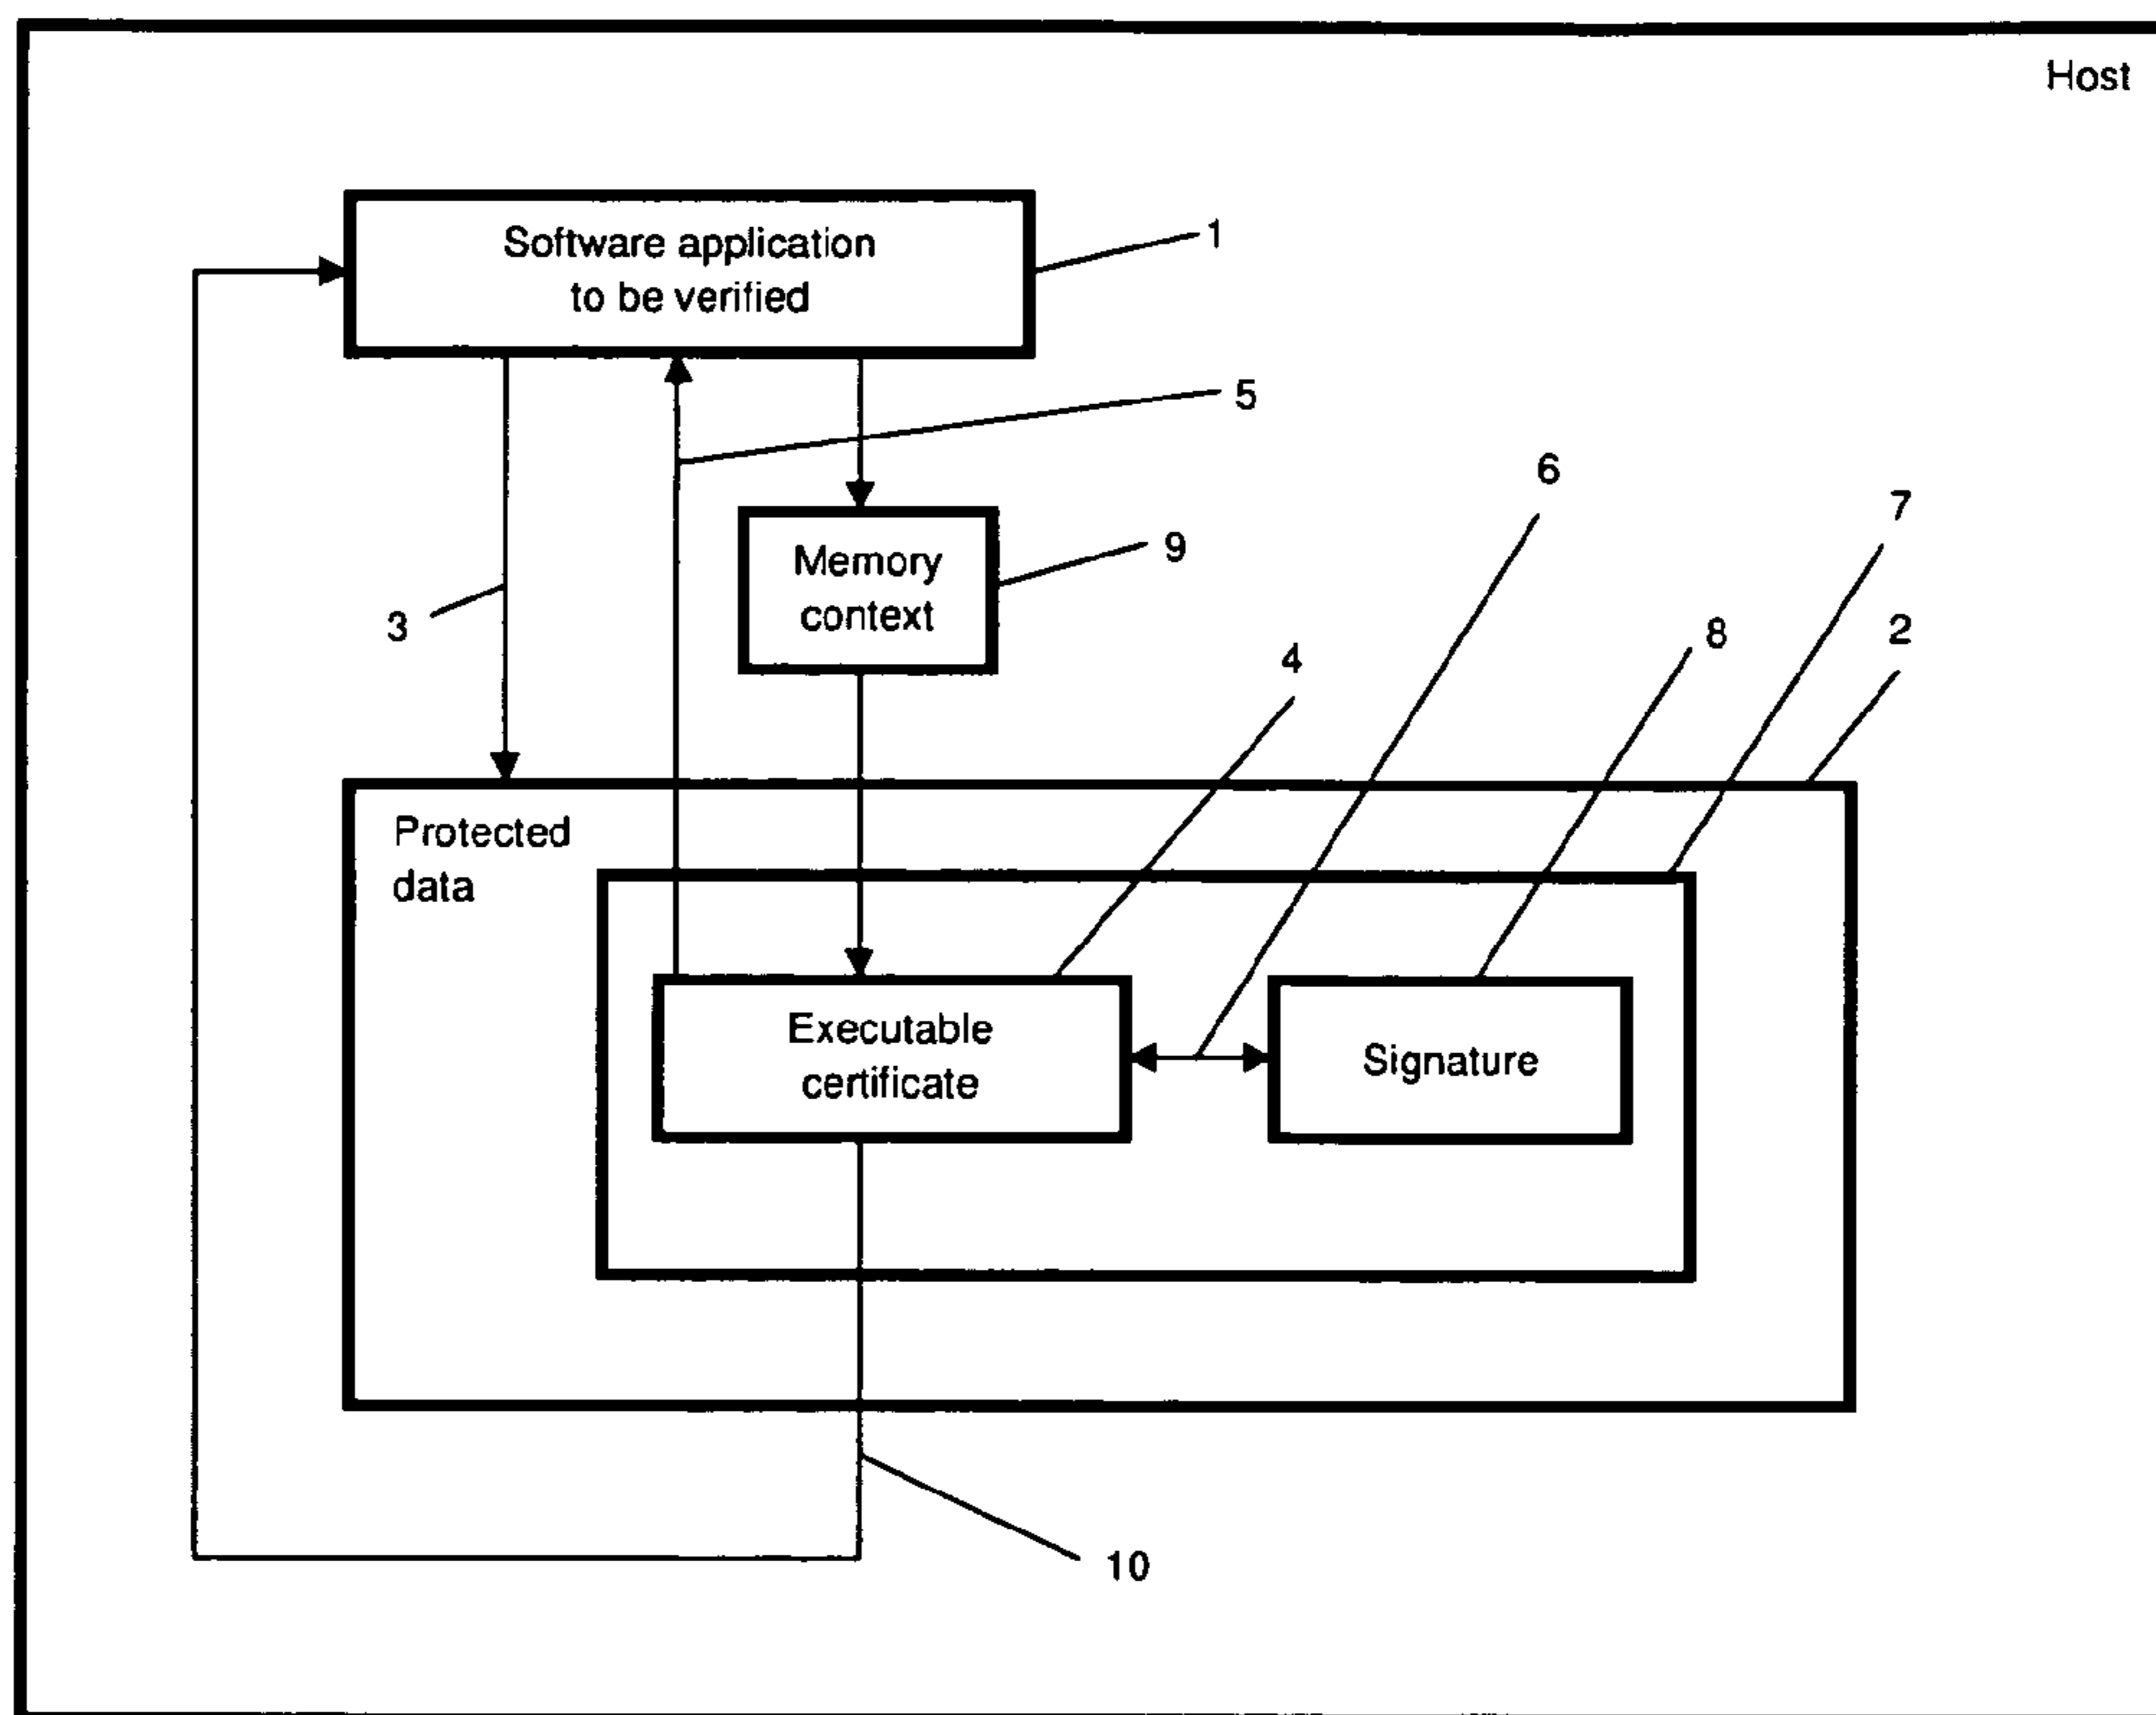 Host
Software application
to be verified
1
5
6
7
Memory
context
9
3
4
8
2
Protected
data
Executable
certificate
Signature
10